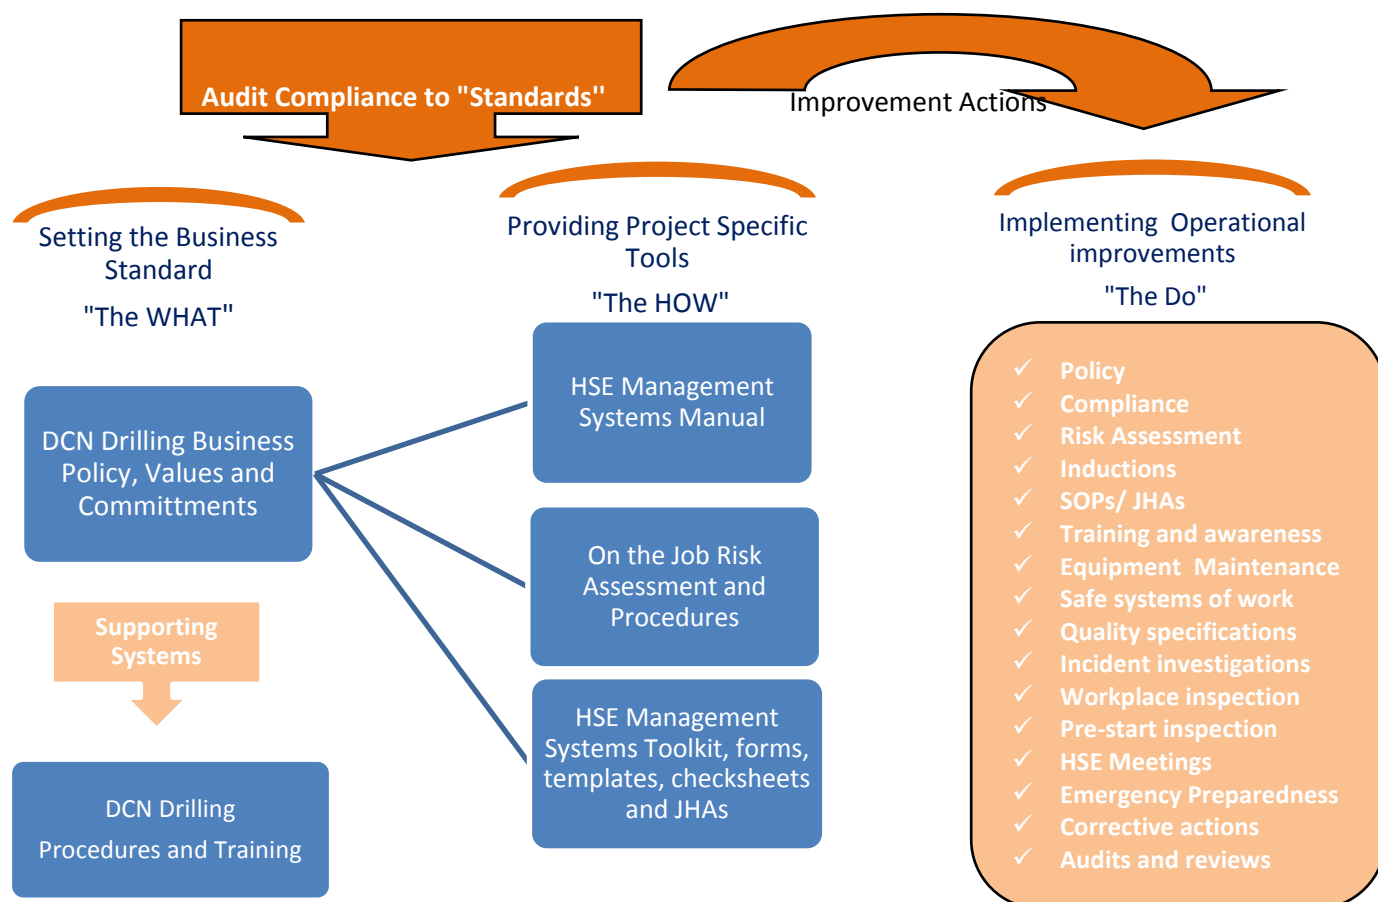 Audit Compliance to "Standards"
Improvement Actions
Setting the Business
Standard
"The WHAT"
DCN Drilling Business
Policy, Values and
Committments
Supporting
Systems
DCN Drilling
Procedures and Training
Providing Project Specific
Tools
"The HOW"
HSE Management
Systems Manual
On the Job Risk
Assessment and
Procedures
HSE Management
Systems Toolkit, forms,
templates, checksheets
and JHAs
Implementing  Operational
improvements
"The Do"
✓ Policy
✓ Compliance
✓ Risk Assessment
✓ Inductions
✓ SOPs/ JHAs
✓ Training and awareness
✓ Equipment  Maintenance
✓ Safe systems of work
✓ Quality specifications
✓ Incident investigations
✓ Workplace inspection
✓ Pre-start inspection
✓ HSE Meetings
✓ Emergency Preparedness
✓ Corrective actions
✓ Audits and reviews